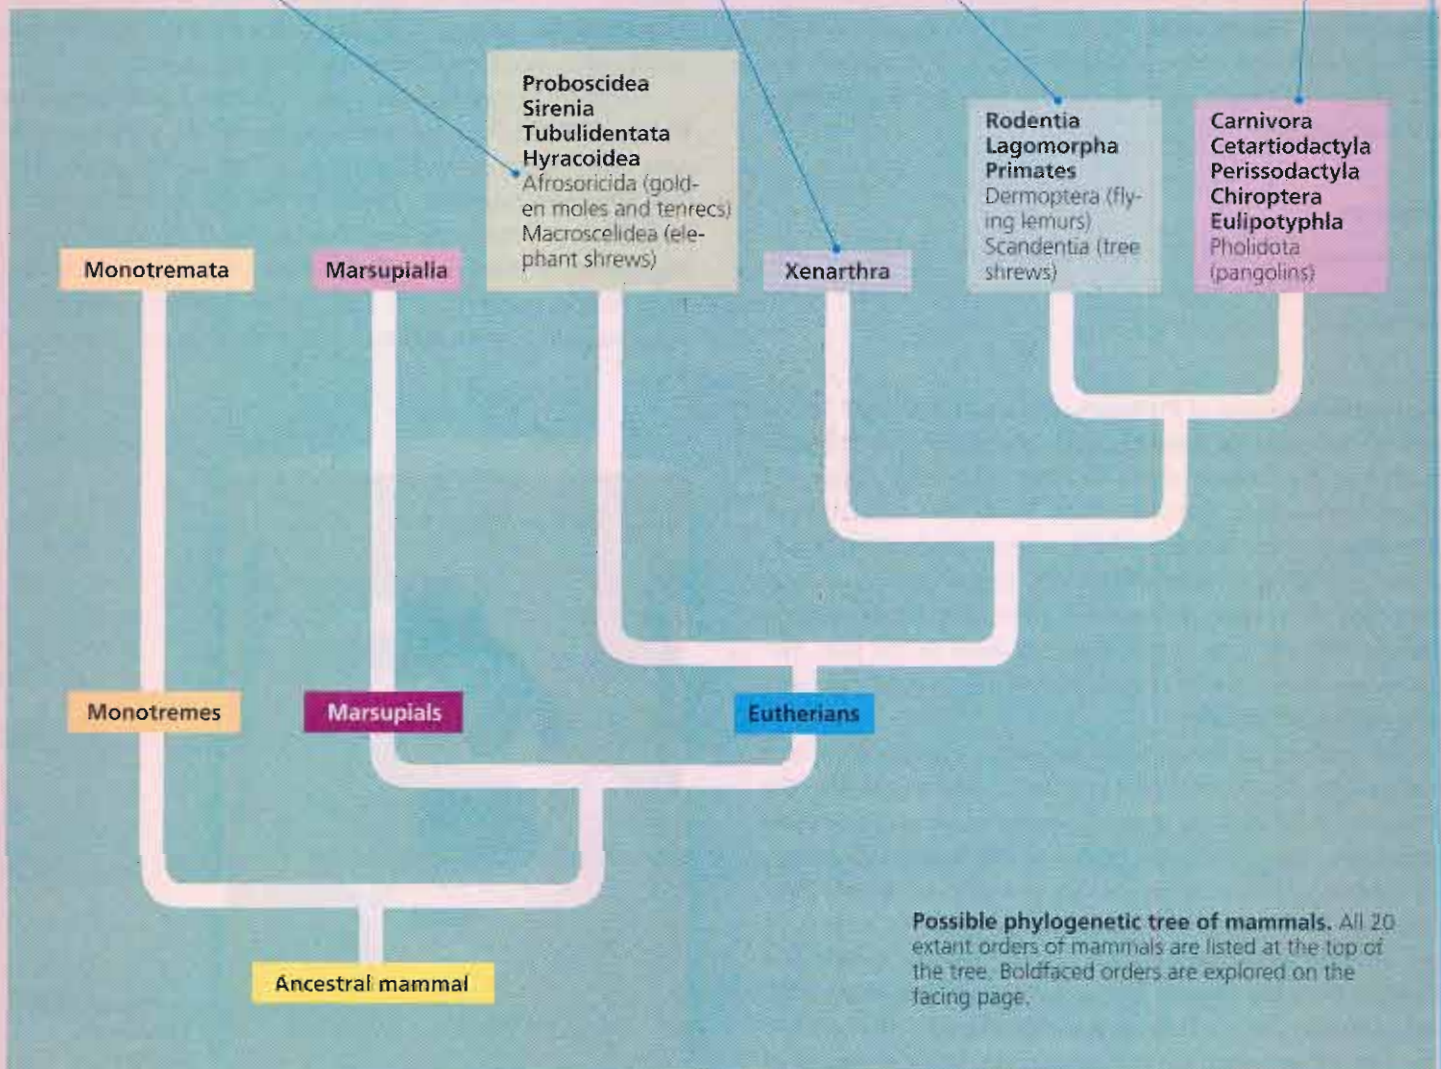 Proboscidea
Sirenia
Tubulidentata
Hyracoidea
Afrosoricida (gold-
en moles and tenrecs)
Macroscelidea (ele-
phant shrews)
Rodentia
Lagomorpha
Primates
Dermoptera (fly-
ing lemurs)
Scandentia (tree
shrews)
Carnivora
Cetartiodactyla
Perissodactyla
Chiroptera
Eulipotyphla
Pholidota
(pangolins)
Monotremata
Marsupialia
Xenarthra
Monotremes
Marsupials
Eutherians
Ancestral mammal
Possible phylogenetic tree of mammals. All 20
extant orders of mammals are listed at the top of
the tree. Boldfaced orders are explored on the
facing page.